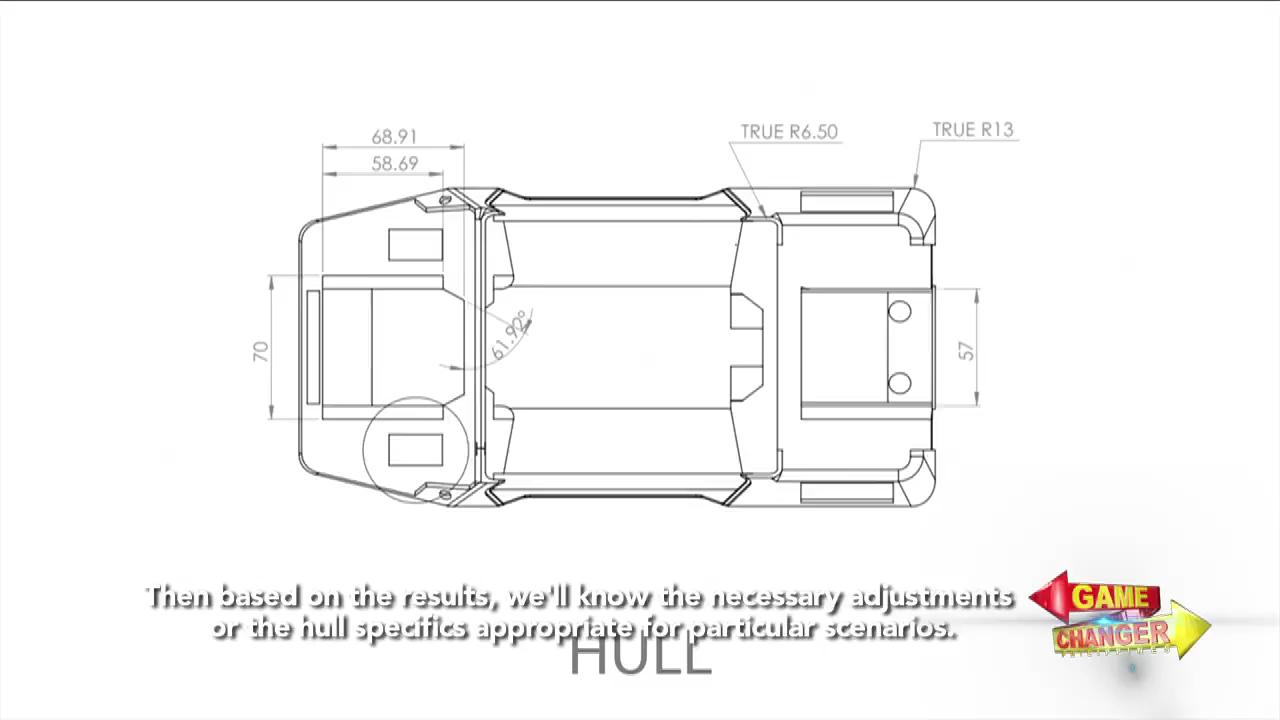 68.91
58.69
TRUE R6.50
TRUE R13
61.92°
70
57
Then based on the results, we'll know the necessary adjustments
or the hull specifics appropriate for particular scenarios.
HULL
GAME
CHANGER
PHILIPPINES